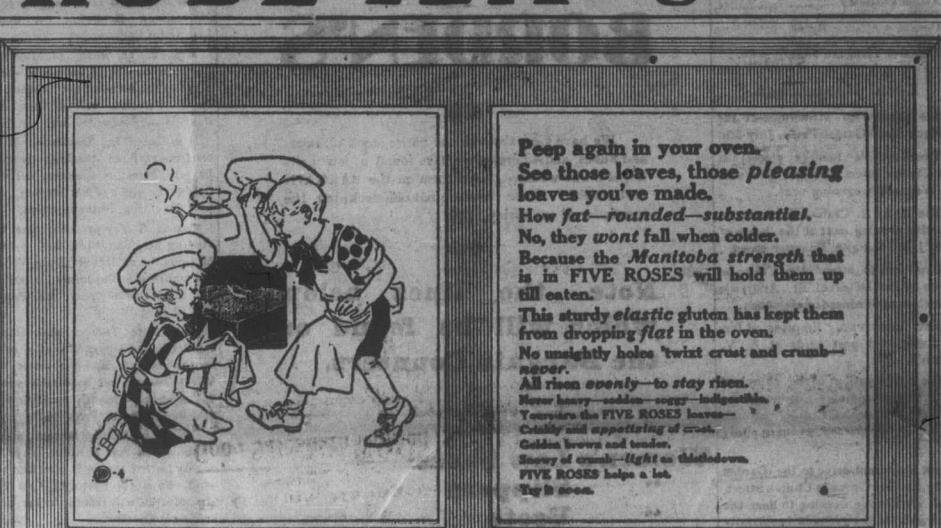 Peep again in your oven.
See those loaves, those pleasing
loaves you've made.
How fat—rounded—substantial.
No, they wont fall when colder.
Because the Manitoba strength that
is in FIVE ROSES will hold them up
till eaten.
This sturdy elastic gluten has kept them
from dropping flat in the oven.
No unsightly holes 'twixt crust and crumb—
never.
All risen evenly—to stay risen.
Never heavy—sodden—soggy—indigestible.
Yours are the FIVE ROSES loaves—
Crinkly and appetizing of crust.
Golden brown and tender.
Snowy of crumb—light as thistledown.
FIVE ROSES helps a lot.
Try it soon.
-4